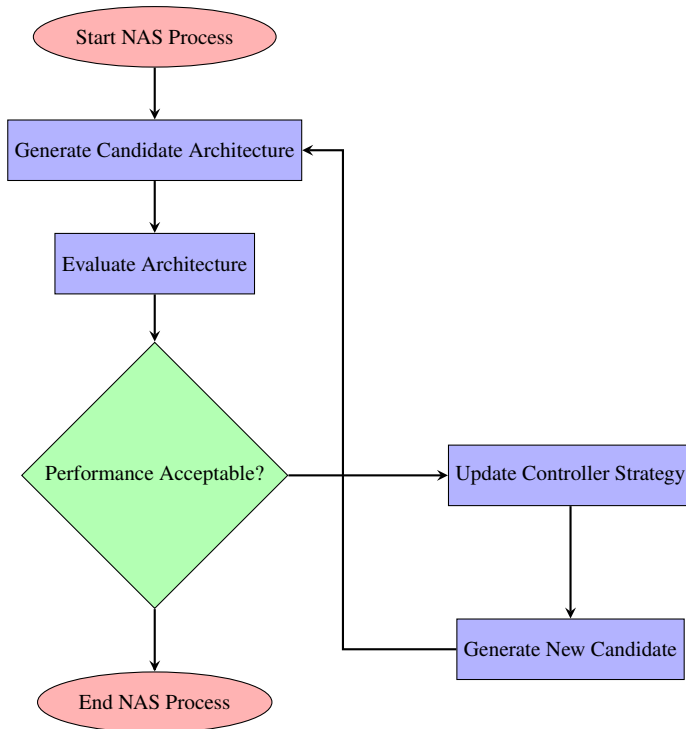 Start NAS Process
Generate Candidate Architecture
Evaluate Architecture
Performance Acceptable?
Update Controller Strategy
Generate New Candidate
End NAS Process